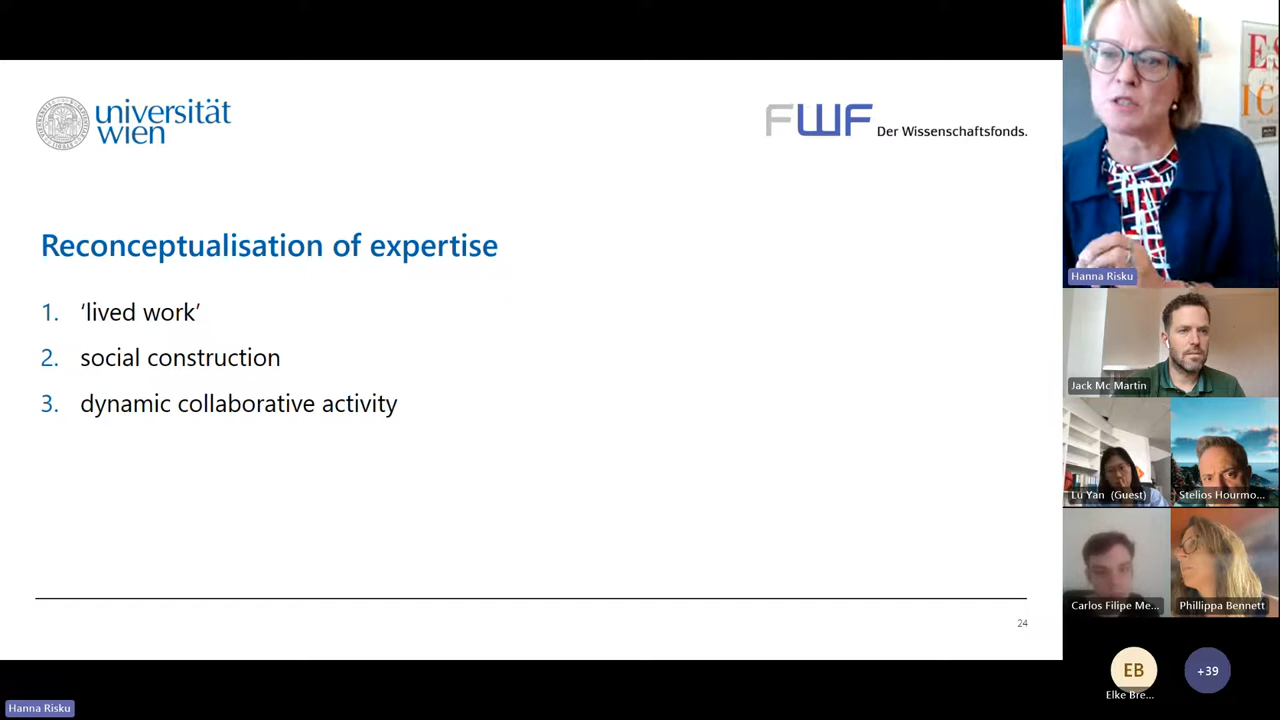 universität
wien
FWF Der Wissenschaftsfonds.
Reconceptualisation of expertise
1. ‘lived work’
2. social construction
3. dynamic collaborative activity
24
Hanna Risku
Hanna Risku
Jack Mc Martin
Lu Yan (Guest)
Stelios Hourmo...
Carlos Filipe Me...
Phillippa Bennett
EB
Elke Bre...
+39